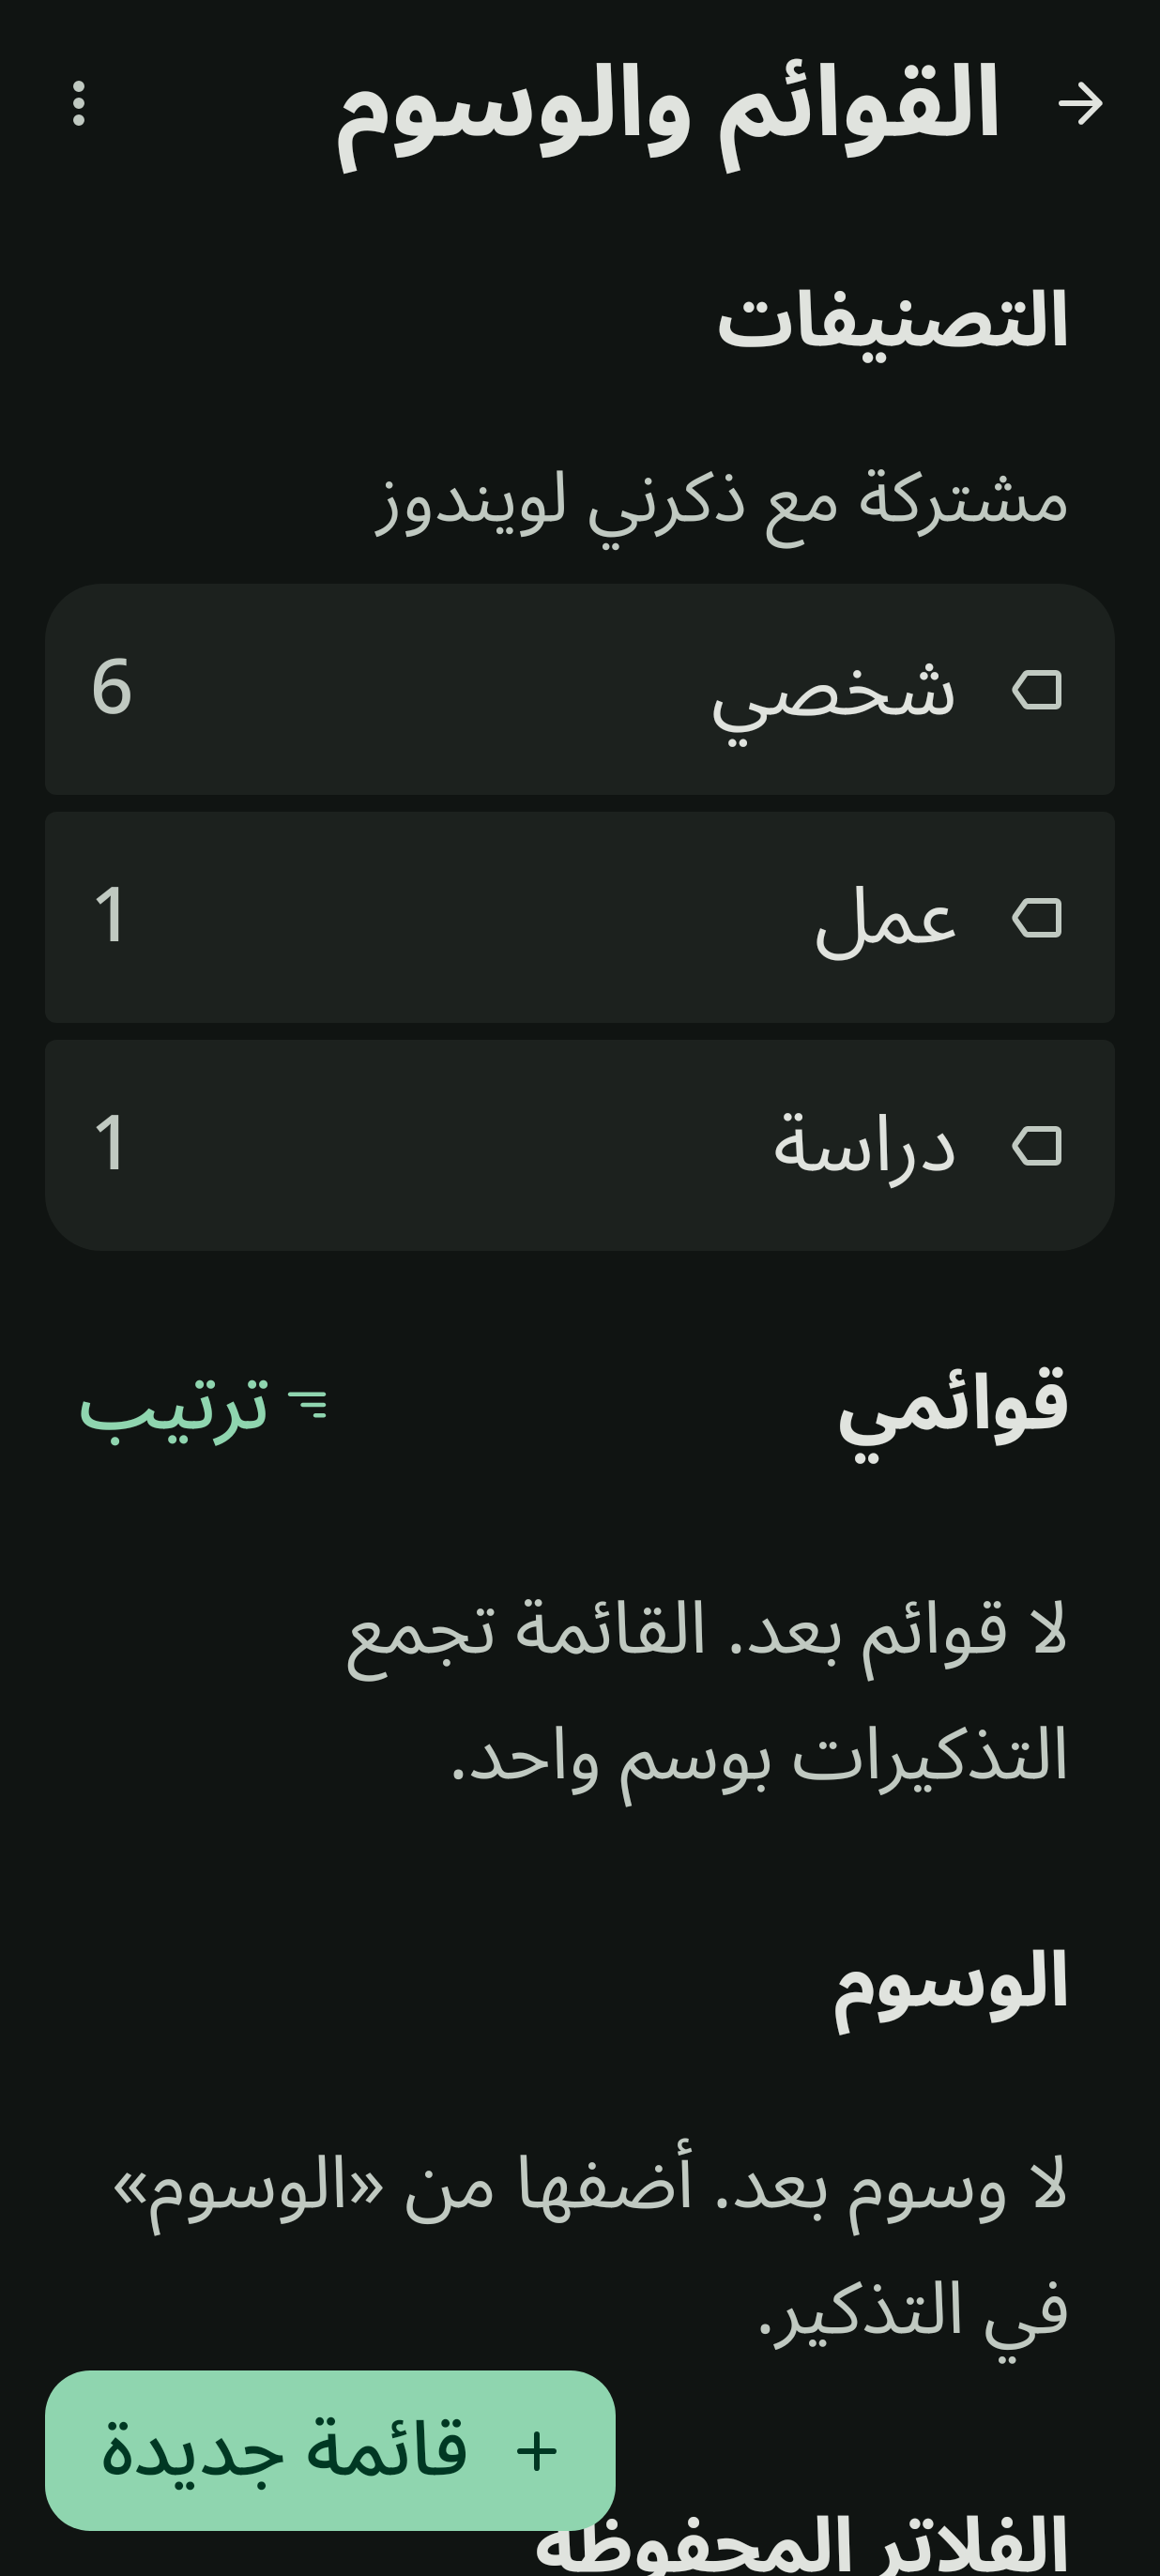 القوائم والوسوم
التصنيفات
مشتركة مع ذكرني لويندوز
شخصي 6
عمل 1
دراسة 1
قوائمي
ترتيب
لا قوائم بعد. القائمة تجمع
التذكيرات بوسم واحد.
الوسوم
لا وسوم بعد. أضفها من «الوسوم»
في التذكير.
قائمة جديدة
الفلاتر المحفوظة